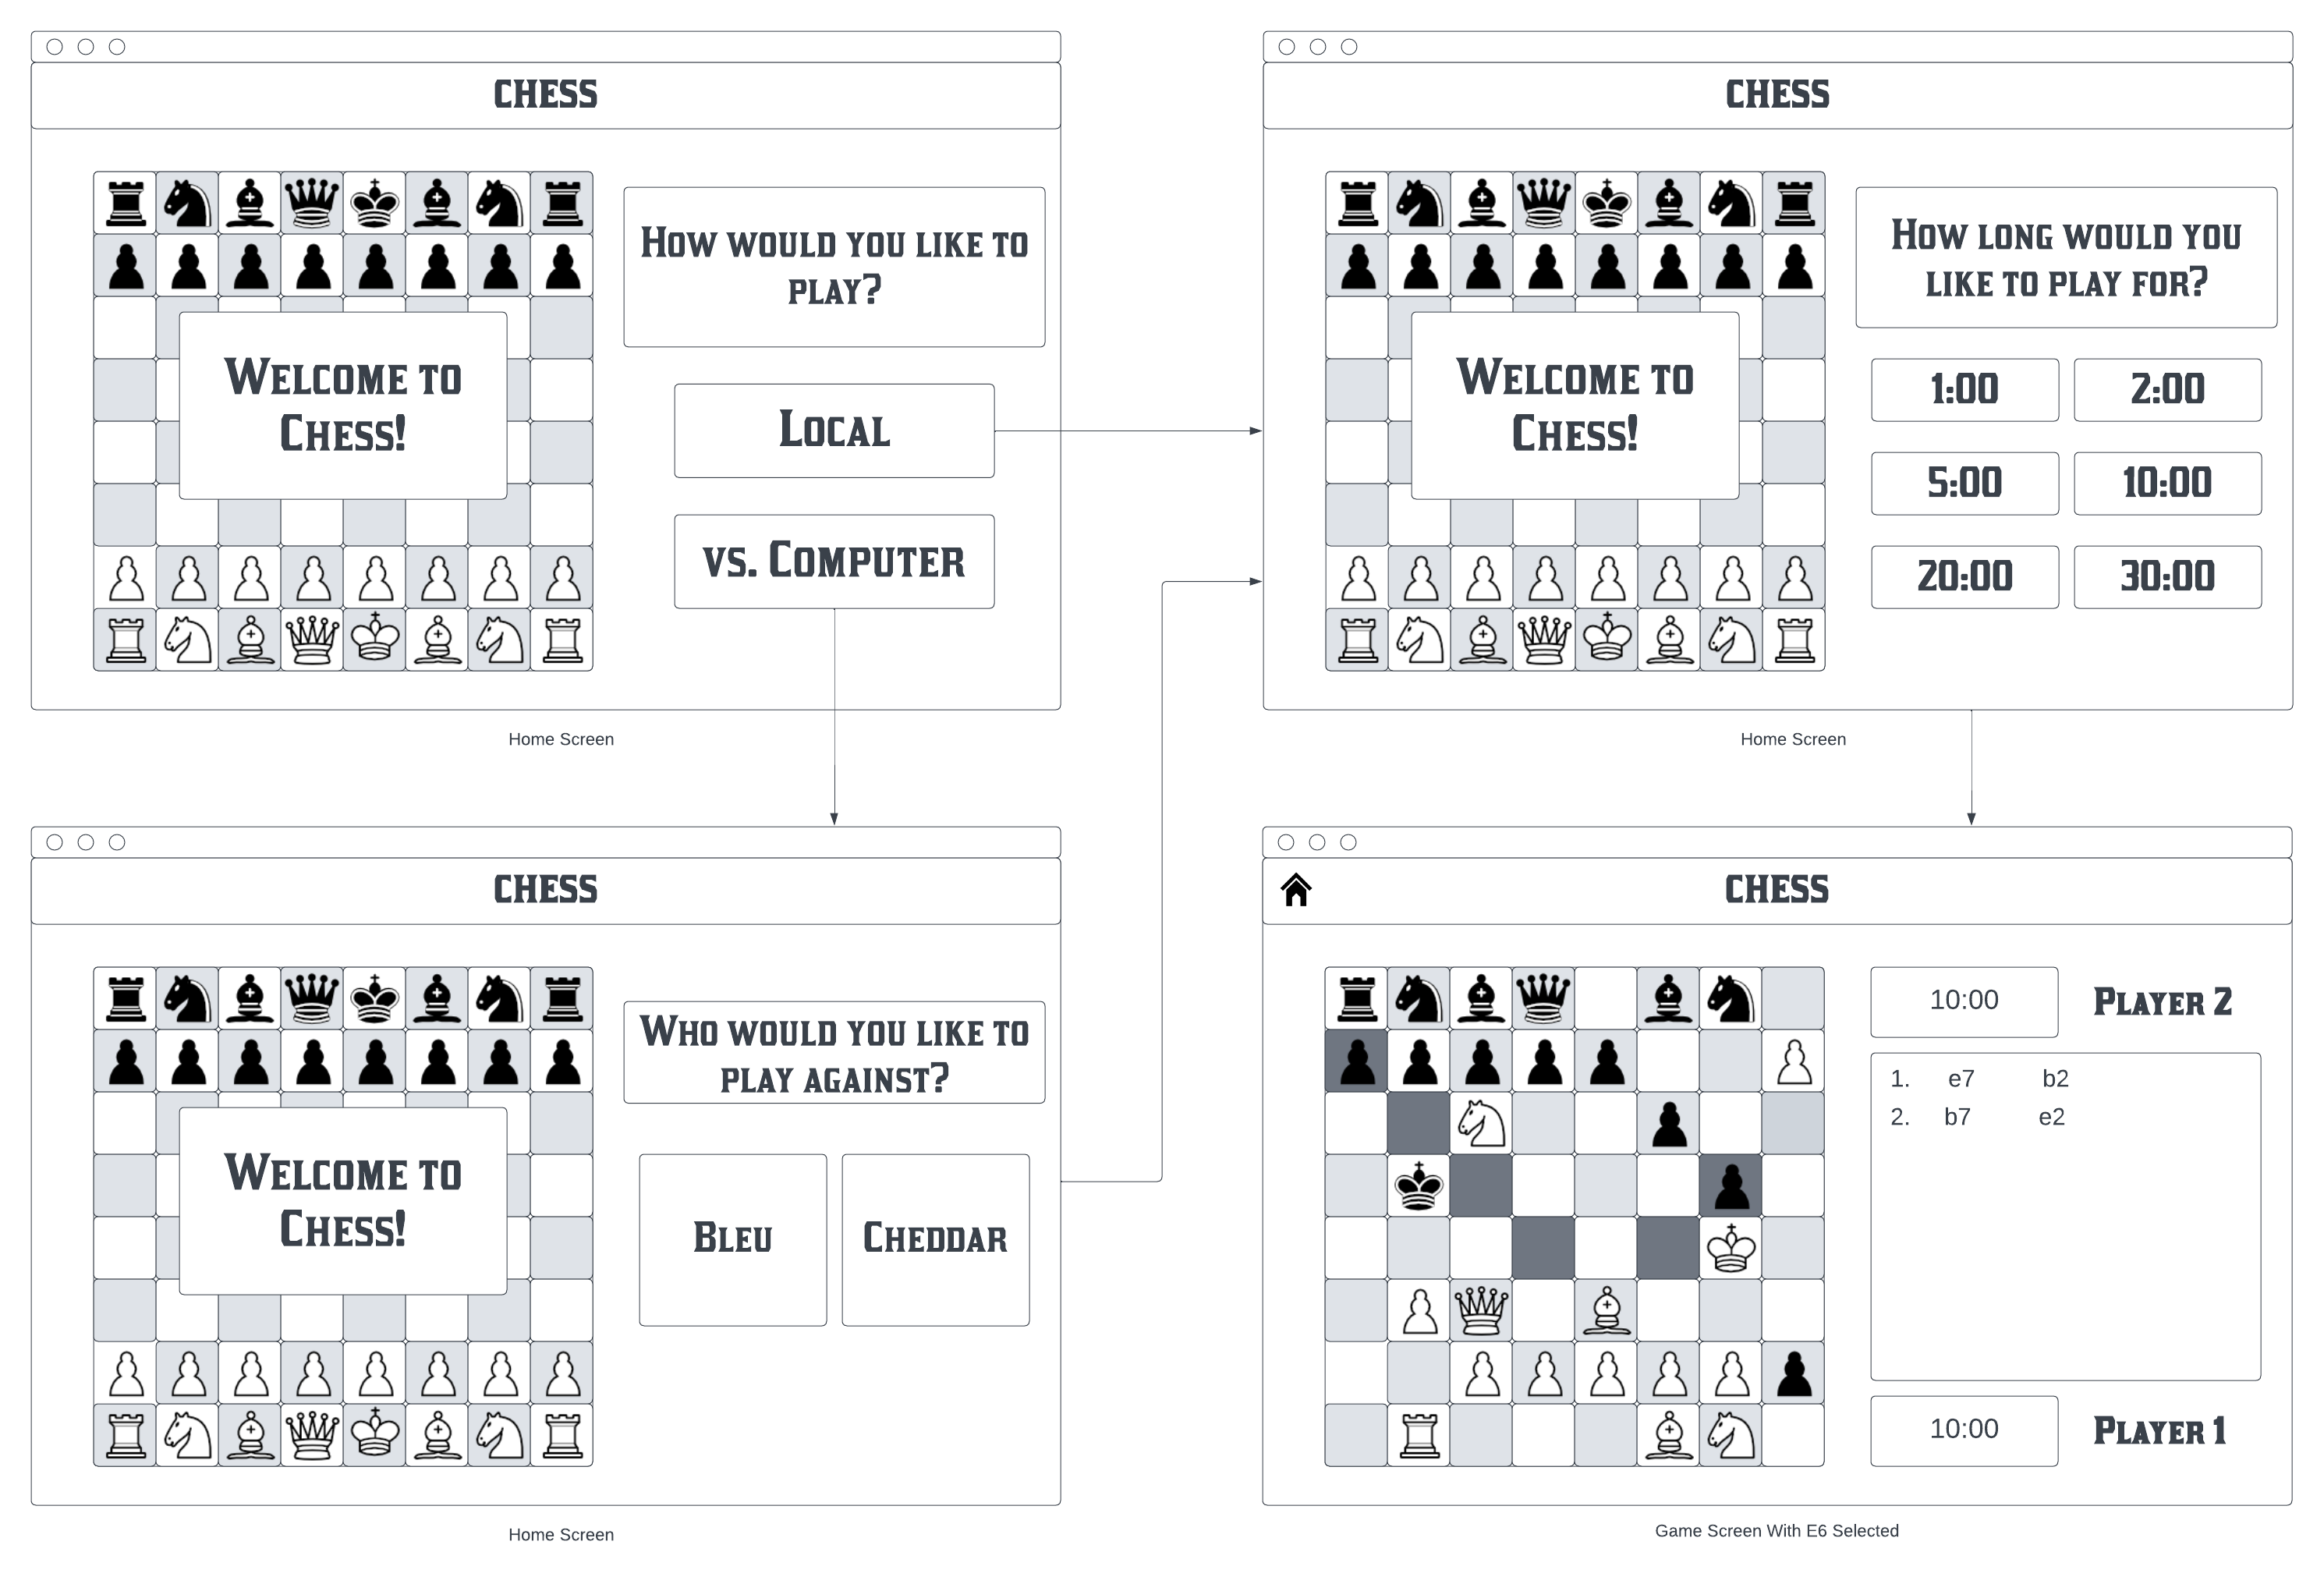 CHESS
How would you like to
play?
Welcome to
Chess!
Local
vs. Computer
Home Screen
CHESS
How long would you
like to play for?
Welcome to
Chess!
1:00 2:00
5:00 10:00
20:00 30:00
Home Screen
CHESS
Who would you like to
play against?
Welcome to
Chess!
Bleu Cheddar
Home Screen
CHESS
10:00 Player 2
1. e7 b2
2. b7 e2
10:00 Player 1
Game Screen With E6 Selected